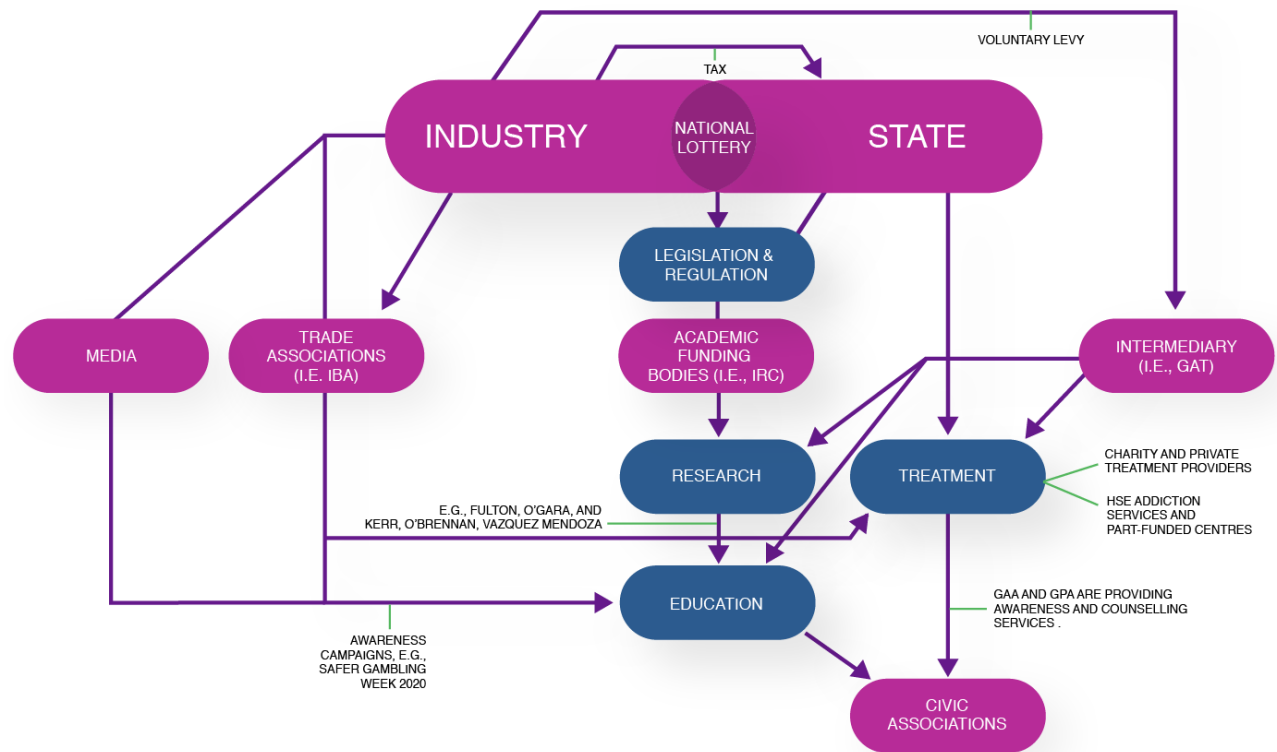 VOLUNTARY LEVY
TAX
INDUSTRY
NATIONAL
LOTTERY
STATE
LEGISLATION &
REGULATION
MEDIA
TRADE
ASSOCIATIONS
(I.E. IBA)
ACADEMIC
FUNDING
BODIES (I.E., IRC)
INTERMEDIARY
(I.E., GAT)
RESEARCH
TREATMENT
CHARITY AND PRIVATE
TREATMENT PROVIDERS
HSE ADDICTION
SERVICES AND
PART-FUNDED CENTRES
E.G., FULTON, O'GARA, AND
KERR, O'BRENNAN, VAZQUEZ MENDOZA
EDUCATION
GAA AND GPA ARE PROVIDING
AWARENESS AND COUNSELLING
SERVICES .
AWARENESS
CAMPAIGNS, E.G.,
SAFER GAMBLING
WEEK 2020
CIVIC
ASSOCIATIONS